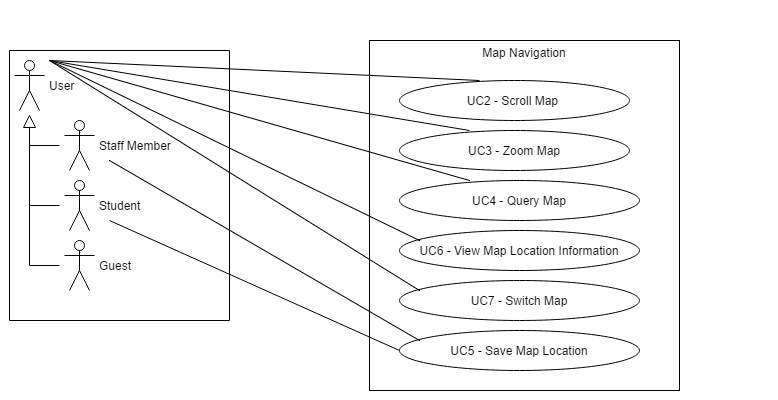 Map Navigation
User
UC2 - Scroll Map
Staff Member
UC3 - Zoom Map
Student
UC4 - Query Map
Guest
UC6 - View Map Location Information
UC7 - Switch Map
UC5 - Save Map Location